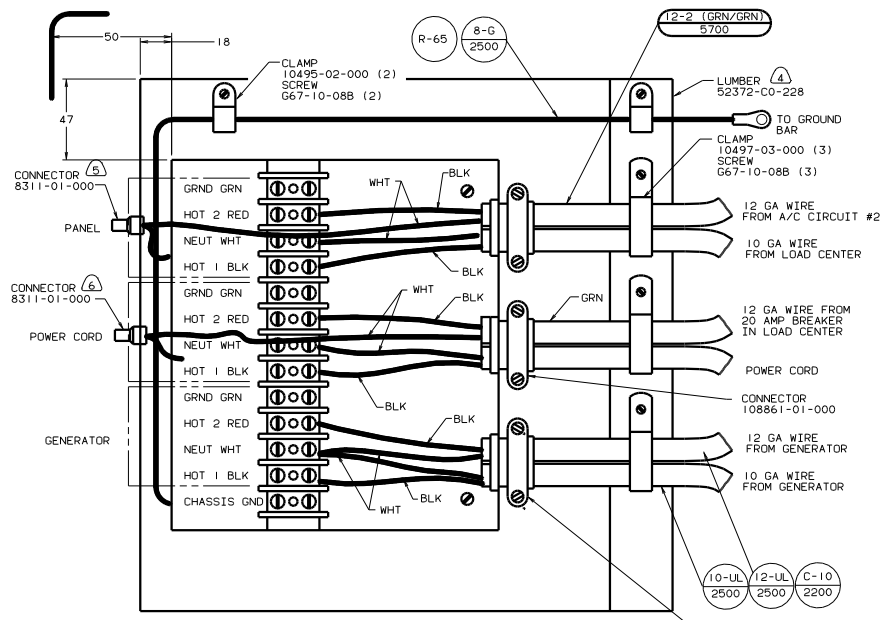 50
18
47
R-65
8-G
2500
12-2 (GRN/GRN)
5700
CLAMP
10495-02-000 (2)
SCREW
G67-10-08B (2)
LUMBER 4
52372-C0-228
TO GROUND
BAR
CLAMP
10497-03-000 (3)
SCREW
G67-10-08B (3)
CONNECTOR 5
8311-01-000
PANEL
GRND GRN
HOT 2 RED
NEUT WHT
HOT 1 BLK
WHT
BLK
BLK
12 GA WIRE
FROM A/C CIRCUIT #2
10 GA WIRE
FROM LOAD CENTER
CONNECTOR 6
8311-01-000
POWER CORD
GRND GRN
HOT 2 RED
NEUT WHT
HOT 1 BLK
WHT
BLK
BLK
GRN
12 GA WIRE FROM
20 AMP BREAKER
IN LOAD CENTER
POWER CORD
CONNECTOR
108861-01-000
GENERATOR
GRND GRN
HOT 2 RED
NEUT WHT
HOT 1 BLK
CHASSIS GND
BLK
WHT
BLK
12 GA WIRE
FROM GENERATOR
10 GA WIRE
FROM GENERATOR
10-UL
2500
12-UL
2500
C-10
2200